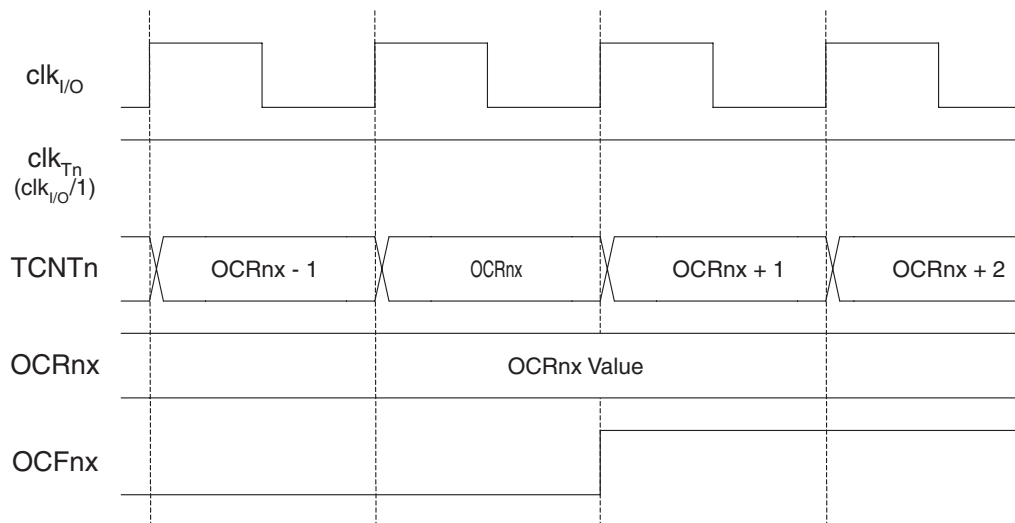 clkI/O
clkTn
(clkI/O/1)
TCNTn
OCRnx - 1
OCRnx
OCRnx + 1
OCRnx + 2
OCRnx
OCRnx Value
OCFnx